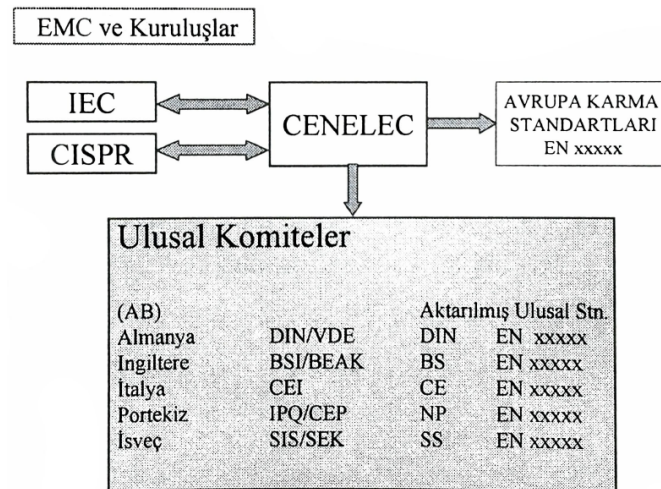 EMC ve Kuruluşlar
IEC
CISPR
CENELEC
AVRUPA KARMA
STANDARTLARI
EN xxxxx
Ulusal Komiteler
(AB) Aktarılmış Ulusal Stn.
Almanya DIN/VDE DIN EN xxxxx
Ingiltere BSI/BEAK BS EN xxxxx
İtalya CEI CE EN xxxxx
Portekiz IPQ/CEP NP EN xxxxx
İsveç SIS/SEK SS EN xxxxx